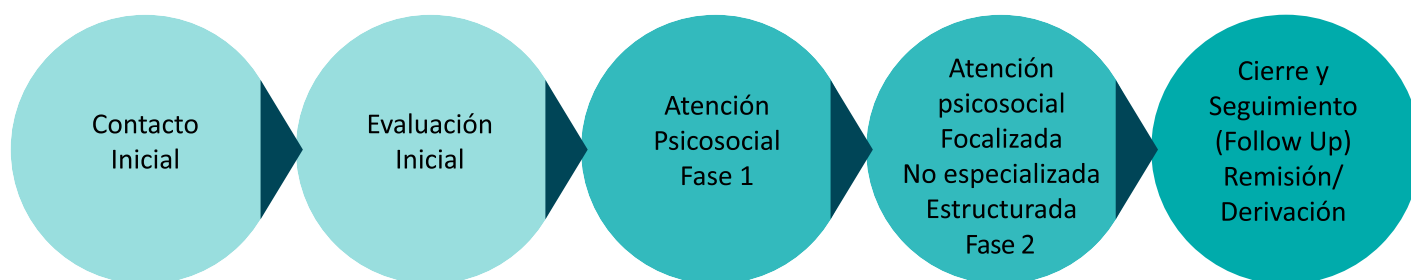 Contacto
Inicial
Evaluación
Inicial
Atención
Psicosocial
Fase 1
Atención
psicosocial
Focalizada
No especializada
Estructurada
Fase 2
Cierre y
Seguimiento
(Follow Up)
Remisión/
Derivación